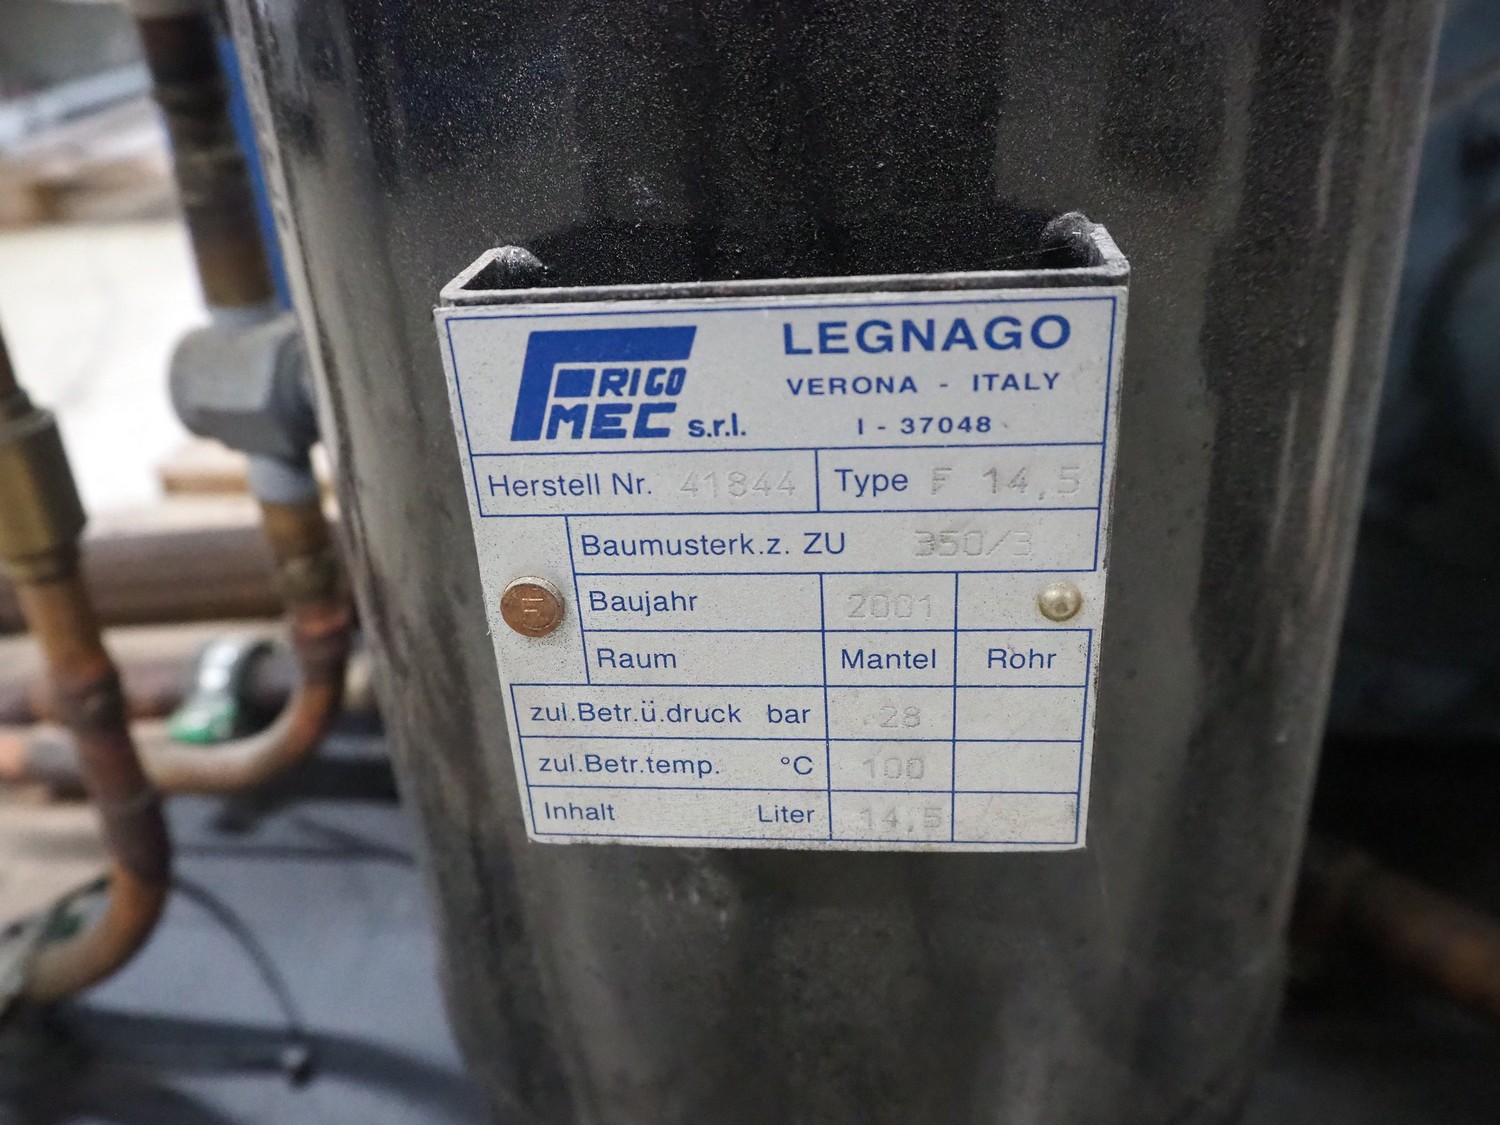 FRIGO
MEC s.r.l.
LEGNAGO
VERONA - ITALY
I - 37048
Herstell Nr. 41844 Type F 14,5
Baumusterk.z. ZU 350/3
Baujahr 2001
Raum Mantel Rohr
zul.Betr.ü.druck bar 28
zul.Betr.temp. °C 100
Inhalt Liter 14,5